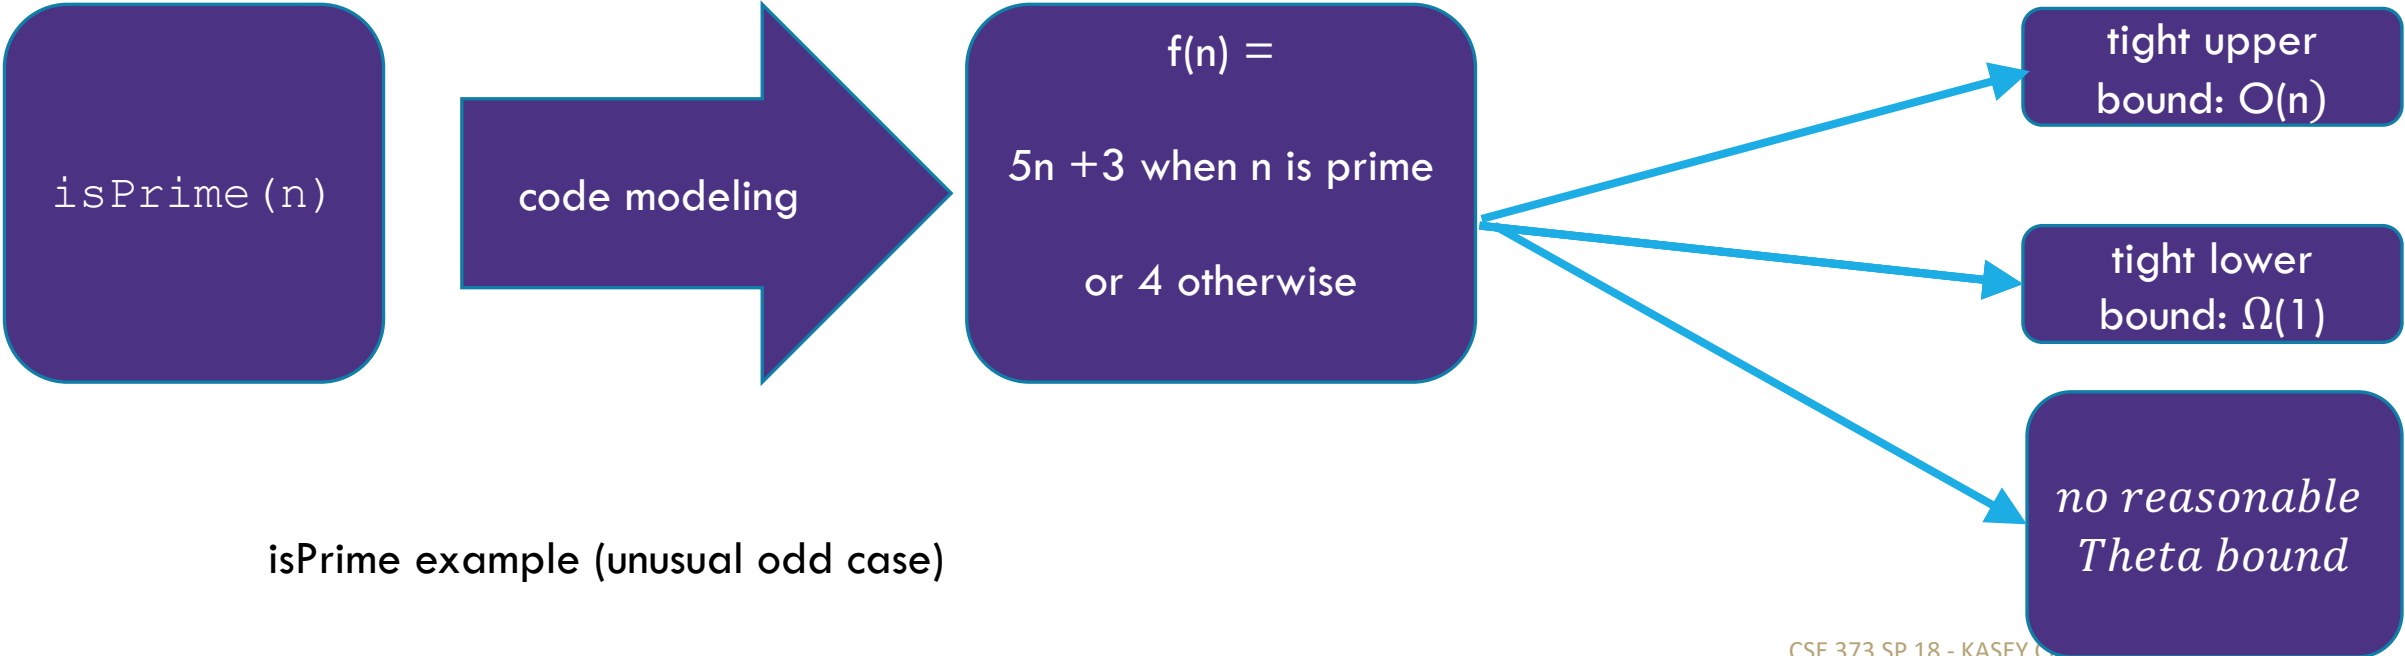 isPrime(n)
code modeling
f(n) =
5n +3 when n is prime
or 4 otherwise
tight upper
bound: O(n)
tight lower
bound: Ω(1)
no reasonable
Theta bound
isPrime example (unusual odd case)
CSE 373 SP 18 - KASEY